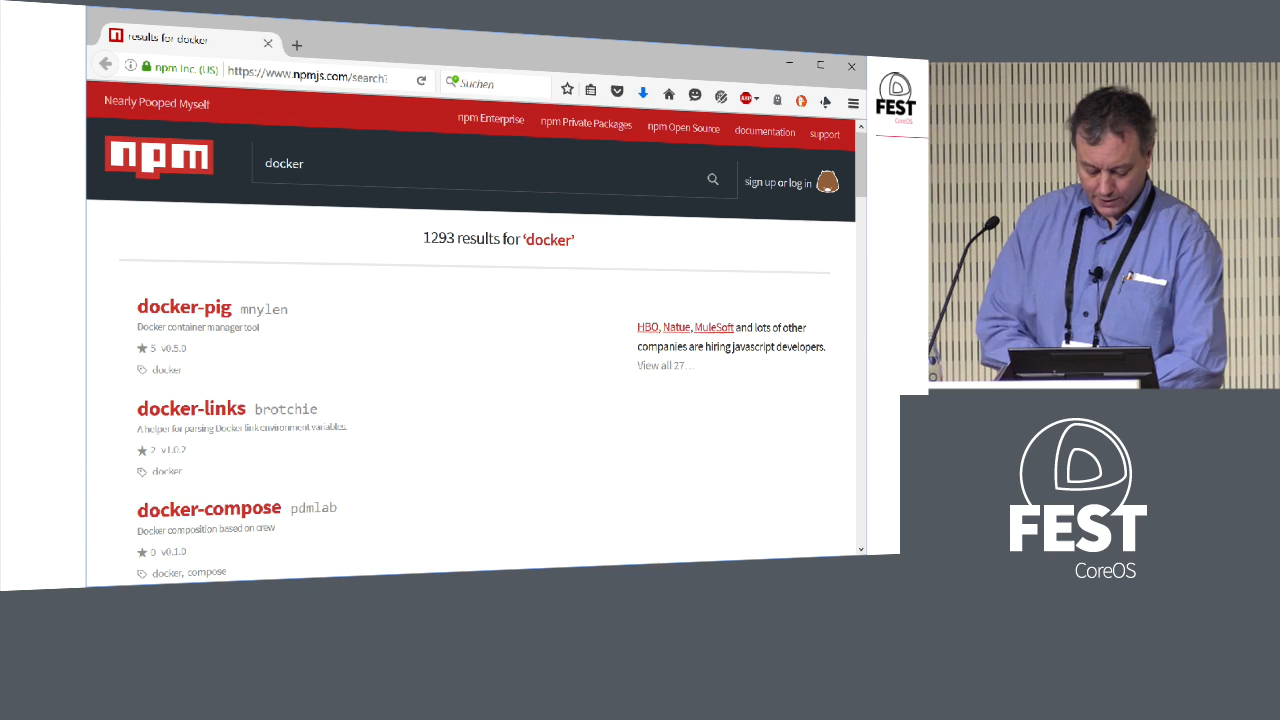 results for docker
npm Inc. (US)
https://www.npmjs.com/search?
Suchen
ABP
Nearly Pooped Myself
npm Enterprise
npm Private Packages
npm Open Source
documentation
support
npm
docker
sign up or log in
1293 results for ‘docker’
docker-pig mnylen
Docker container manager tool
5 v0.5.0
docker
docker-links brotchie
A helper for parsing Docker link environment variables.
2 v1.0.2
docker
docker-compose pdmlab
Docker composition based on crew
0 v0.1.0
docker, compose
HBO, Natue, MuleSoft and lots of other
companies are hiring javascript developers.
View all 27…
FEST
CoreOS
FEST
CoreOS